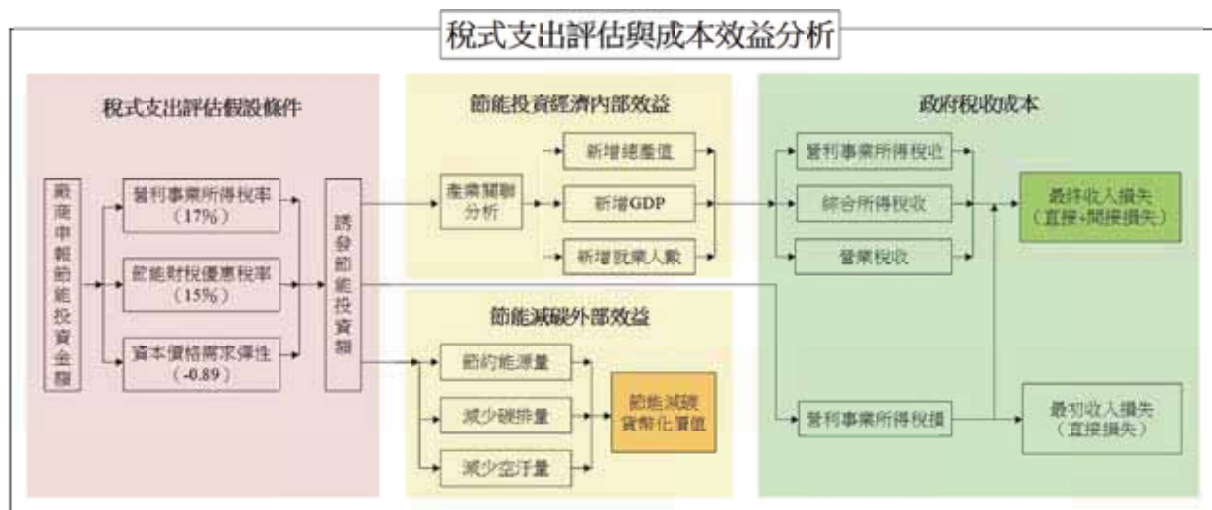 稅式支出評估與成本效益分析
稅式支出評估假設條件
廠商申報節能投資金額
營利事業所得稅率
（17%）
節能財稅優惠稅率
（15%）
資本價格需求彈性
（-0.89）
誘發節能投資額
節能投資經濟內部效益
產業關聯
分析
新增總產值
新增GDP
新增就業人數
節能減碳外部效益
節約能源量
減少碳排量
減少空汙量
節能減碳
貨幣化價值
政府稅收成本
營利事業所得稅收
綜合所得稅收
營業稅收
最終收入損失
（直接+間接損失）
營利事業所得稅損
最初收入損失
（直接損失）